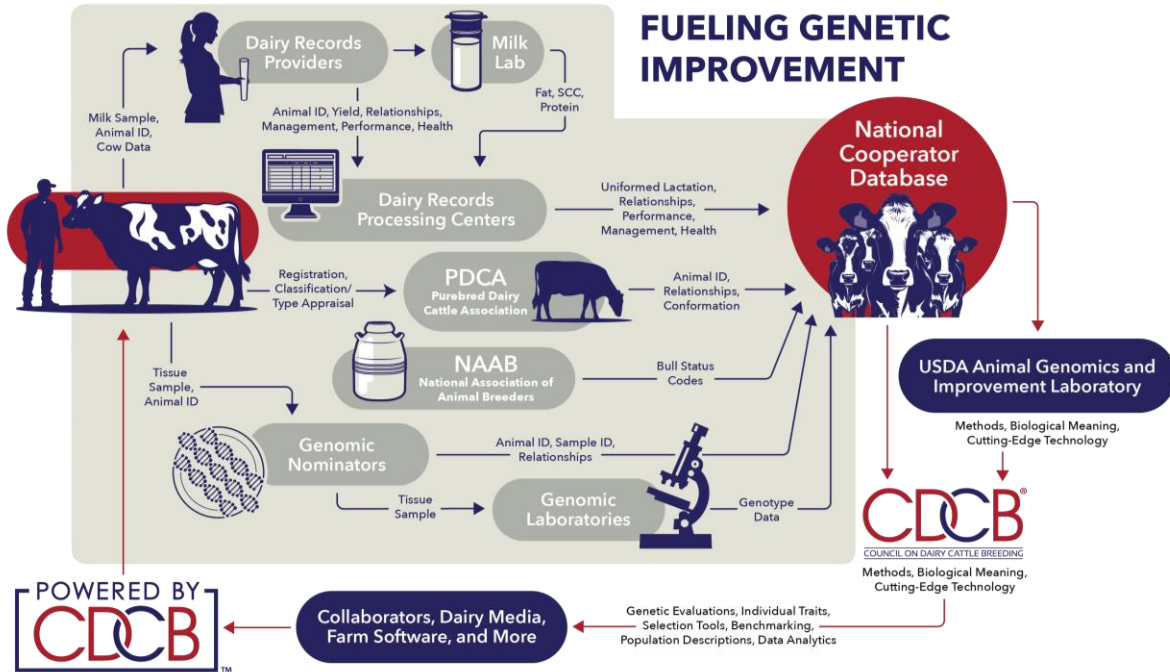 FUELING GENETIC
IMPROVEMENT
Dairy Records
Providers
Milk
Lab
Milk Sample,
Animal ID,
Cow Data
Animal ID, Yield, Relationships,
Management, Performance, Health
Fat, SCC,
Protein
Dairy Records
Processing Centers
Uniformed Lactation,
Relationships,
Performance,
Management, Health
National
Cooperator
Database
Registration,
Classification/
Type Appraisal
PDCA
Purebred Dairy
Cattle Association
Animal ID,
Relationships,
Conformation
NAAB
National Association of
Animal Breeders
Bull Status
Codes
USDA Animal Genomics and
Improvement Laboratory
Methods, Biological Meaning,
Cutting-Edge Technology
Tissue
Sample,
Animal ID
Genomic
Nominators
Animal ID, Sample ID,
Relationships
Tissue
Sample
Genomic
Laboratories
Genotype
Data
CDCB®
COUNCIL ON DAIRY CATTLE BREEDING
Methods, Biological Meaning,
Cutting-Edge Technology
Genetic Evaluations, Individual Traits,
Selection Tools, Benchmarking,
Population Descriptions, Data Analytics
Collaborators, Dairy Media,
Farm Software, and More
POWERED BY
CDCB
™